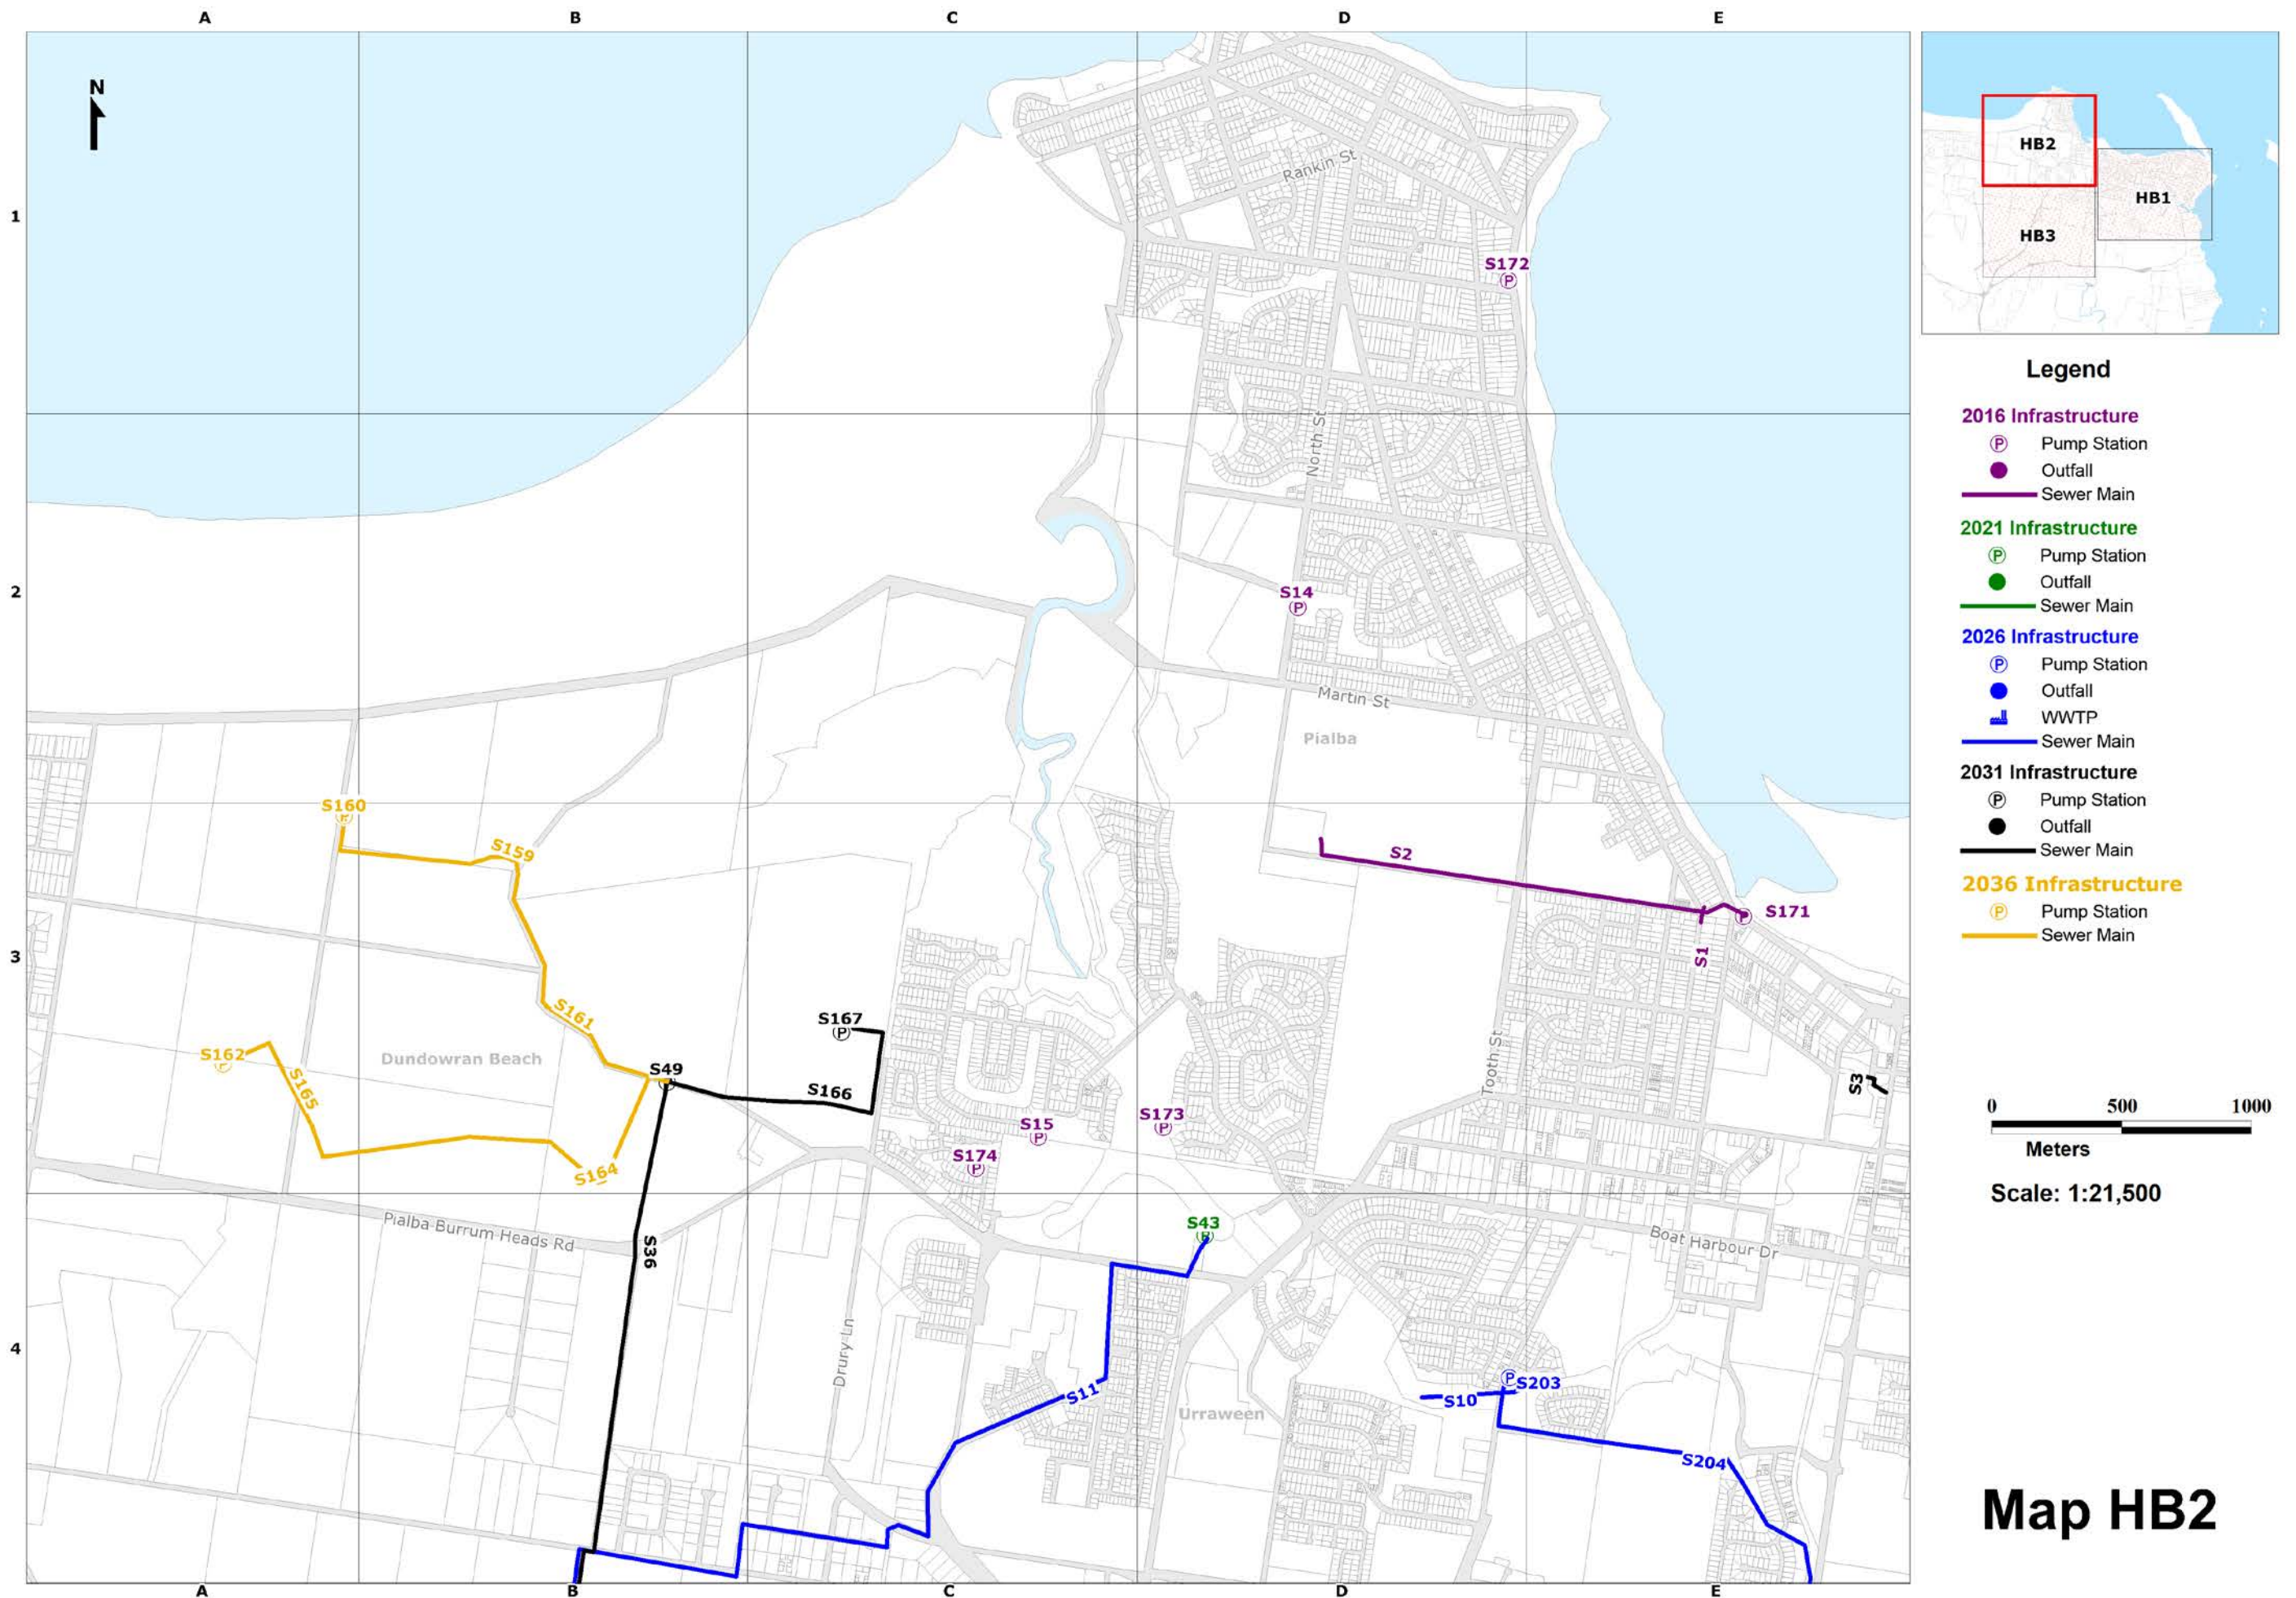 A B C D E
N
HB2
HB1
HB3
Rankin St
1
S172
Legend
2016 Infrastructure
P Pump Station
Outfall
Sewer Main
North St
2021 Infrastructure
P Pump Station
Outfall
Sewer Main
2
S14
P
2026 Infrastructure
P Pump Station
Outfall
WWTP
Sewer Main
Martin St
Pialba
2031 Infrastructure
P Pump Station
Outfall
Sewer Main
S160
S159
S2
2036 Infrastructure
P Pump Station
Sewer Main
S171
S1
3
S161
S167
P
Dundowran Beach
S162
P
S165
S49
S166
Tooth St
S3
0 500 1000
Meters
S173
P
S15
P
S174
P
S164
Scale: 1:21,500
Pialba Burrum Heads Rd
S43
P
S36
Boat Harbour Dr
4
Drury Ln
S11
P
S203
S10
Urraween
S204
Map HB2
A B C D E